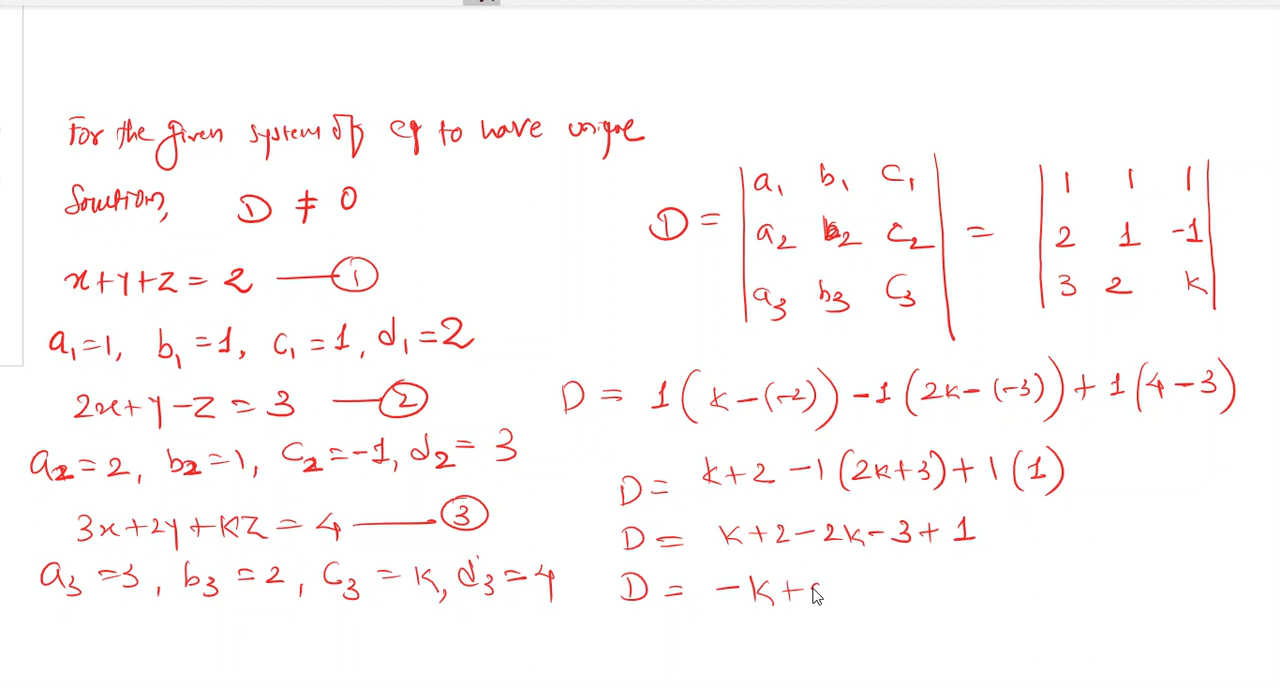 For the given system of eq to have unique
Solution, D ≠ 0
x+y+z = 2 —— ①
a₁=1, b₁=1, c₁=1, d₁=2
2x+y−z = 3 —— ②
a₂=2, b₂=1, c₂=−1, d₂=3
3x+2y+kz = 4 —— ③
a₃=3, b₃=2, c₃=k, d₃=4
D = | a₁ b₁ c₁ | = | 1 1 1 |
| a₂ b₂ c₂ | | 2 1 -1 |
| a₃ b₃ c₃ | | 3 2 k |
D = 1(k−(−2)) −1(2k−(−3)) + 1(4−3)
D = k+2 −1(2k+3)+1(1)
D = k+2−2k−3+1
D = −k+